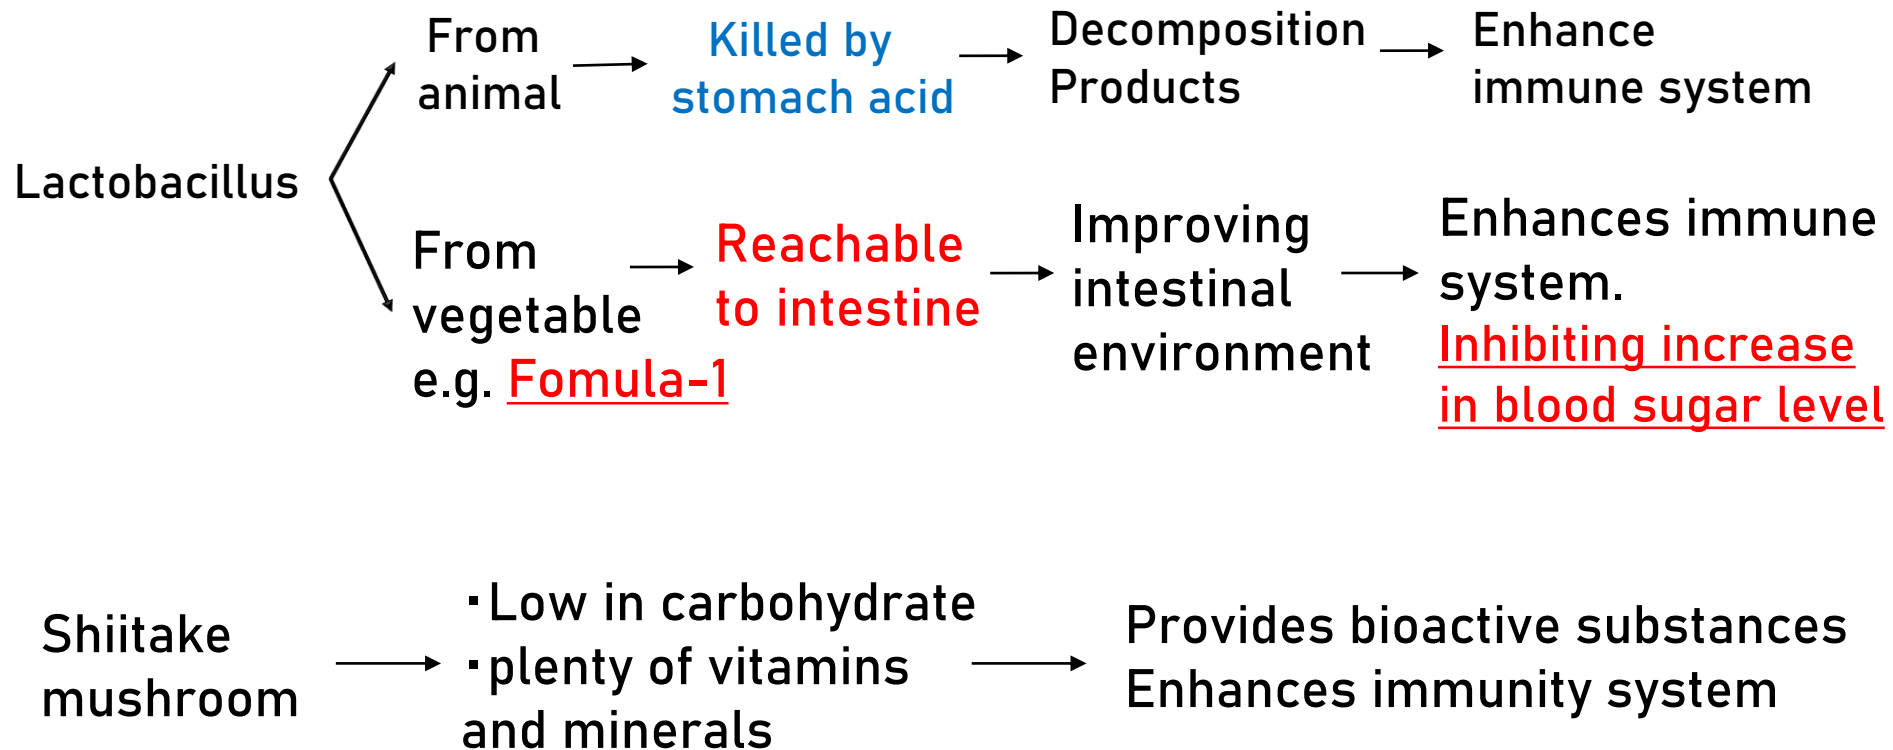 Lactobacillus
From
animal
Killed by
stomach acid
Decomposition
Products
Enhance
immune system
From
vegetable
e.g. Fomula-1
Reachable
to intestine
Improving
intestinal
environment
Enhances immune
system.
Inhibiting increase
in blood sugar level
Shiitake
mushroom
・Low in carbohydrate
・plenty of vitamins
and minerals
Provides bioactive substances
Enhances immunity system